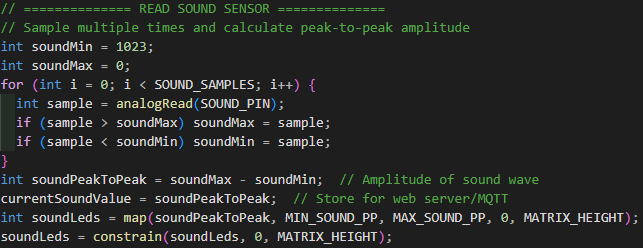 // ============== READ SOUND SENSOR ==============
// Sample multiple times and calculate peak-to-peak amplitude
int soundMin = 1023;
int soundMax = 0;
for (int i = 0; i < SOUND_SAMPLES; i++) {
  int sample = analogRead(SOUND_PIN);
  if (sample > soundMax) soundMax = sample;
  if (sample < soundMin) soundMin = sample;
}
int soundPeakToPeak = soundMax - soundMin;  // Amplitude of sound wave
currentSoundValue = soundPeakToPeak;  // Store for web server/MQTT
int soundLeds = map(soundPeakToPeak, MIN_SOUND_PP, MAX_SOUND_PP, 0, MATRIX_HEIGHT);
soundLeds = constrain(soundLeds, 0, MATRIX_HEIGHT);